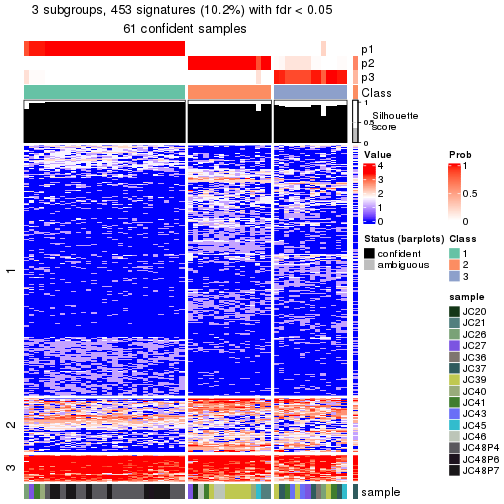 3 subgroups, 453 signatures (10.2%) with fdr < 0.05
61 confident samples
p1
p2
p3
Class
1
0.5
0
Silhouette
score
1
2
3
sample
Value
4
3
2
1
0
Prob
1
0.5
0
Status (barplots)
confident
ambiguous
Class
1
2
3
sample
JC20
JC21
JC26
JC27
JC36
JC37
JC39
JC40
JC41
JC43
JC45
JC46
JC48P4
JC48P6
JC48P7